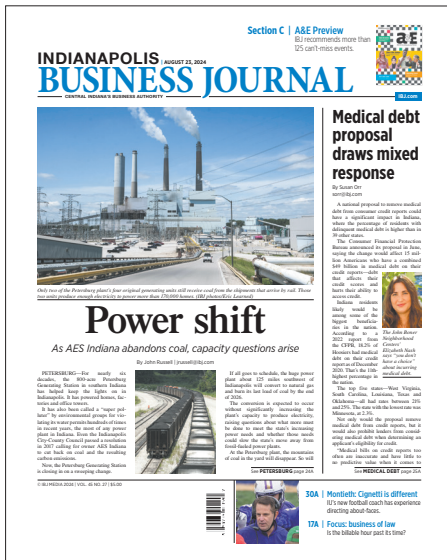 Section C | A&E Preview
IBJ recommends more than
125 can't-miss events.
a&e
INDIANAPOLIS | AUGUST 23, 2024
BUSINESS JOURNAL
CENTRAL INDIANA'S BUSINESS AUTHORITY
IBJ.com
Only two of the Petersburg plant's four original generating units still receive coal from the shipments that arrive by rail. Those
two units produce enough electricity to power more than 170,000 homes. (IBJ photo/Eric Learned)
Power shift
As AES Indiana abandons coal, capacity questions arise
By John Russell | jrussell@ibj.com
PETERSBURG—For nearly six
decades, the 800-acre Petersburg
Generating Station in southern Indiana
has helped keep the lights on in
Indianapolis. It has powered homes, fac-
tories and office towers.
It has also been called a "super pol-
luter" by environmental groups for vio-
lating its water permits hundreds of times
in recent years, the most of any power
plant in Indiana. Even the Indianapolis
City-County Council passed a resolution
in 2017 calling for owner AES Indiana
to cut back on coal and the resulting
carbon emissions.
Now, the Petersburg Generating Station
is closing in on a sweeping change.
If all goes to schedule, the huge power
plant about 125 miles southwest of
Indianapolis will convert to natural gas
and burn its last load of coal by the end
of 2026.
The conversion is expected to occur
without significantly increasing the
plant's capacity to produce electricity,
raising questions about what more must
be done to meet the state's increasing
power needs and whether those needs
could slow the state's move away from
fossil-fueled power plants.
At the Petersburg plant, the mountains
of coal in the yard will disappear. So will
See PETERSBURG page 24A
Medical debt
proposal
draws mixed
response
By Susan Orr
sorr@ibj.com
A national proposal to remove medical
debt from consumer credit reports could
have a significant impact in Indiana,
where the percentage of residents with
delinquent medical debt is higher than in
39 other states.
The Consumer Financial Protection
Bureau announced its proposal in June,
saying the change would affect 15 mil-
lion Americans who have a combined
$49 billion in medical debt on their
credit reports—debt
that affects their
credit scores and
hurts their ability to
access credit.
Indiana residents
likely would be
among some of the
biggest beneficia-
ries in the nation.
According to a
2022 report from
the CFPB, 18.2% of
Hoosiers had medical
debt on their credit
report as of December
2020. That's the 11th-
highest percentage in
the nation.
The John Boner
Neighborhood
Centers'
Elizabeth Nash
says "you don't
have a choice"
about incurring
medical debt.
The top five states—West Virginia,
South Carolina, Louisiana, Texas and
Oklahoma—all had rates between 21%
and 25%. The state with the lowest rate was
Minnesota, at 2.3%.
Not only would the proposal remove
medical debt from credit reports, but it
would also prohibit lenders from consid-
ering medical debt when determining an
applicant's eligibility for credit.
"Medical bills on credit reports too
often are inaccurate and have little to
no predictive value when it comes to
See MEDICAL DEBT page 25A
© IBJ MEDIA 2024 | VOL. 45 NO. 27 | $5.00
30A | Montieth: Cignetti is different
IU's new football coach has experience
directing about-faces.
17A | Focus: business of law
Is the billable hour past its time?